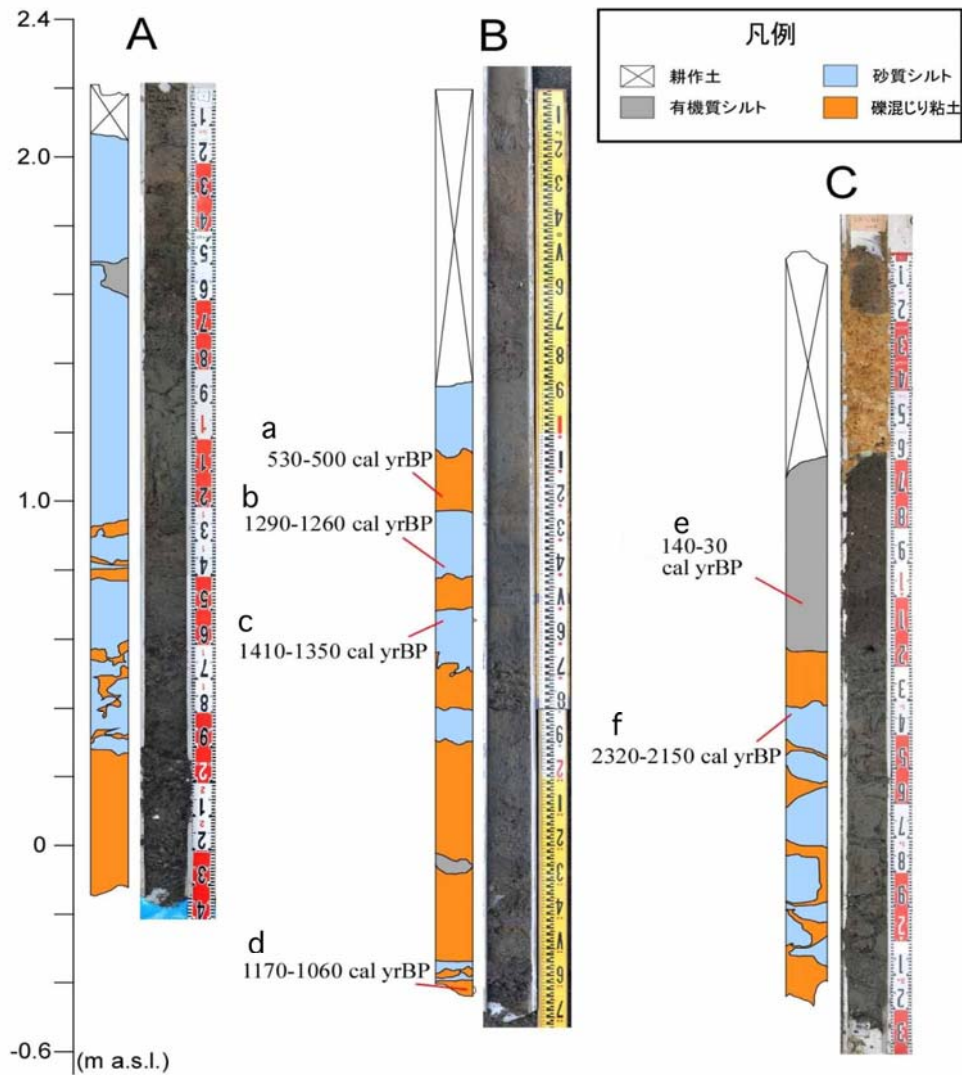 2.4
2.0
1.0
0
-0.6
(m a.s.l.)
A
B
C
凡例
耕作土
砂質シルト
有機質シルト
礫混じり粘土
a
530-500 cal yrBP
b
1290-1260 cal yrBP
c
1410-1350 cal yrBP
d
1170-1060 cal yrBP
e
140-30
cal yrBP
f
2320-2150 cal yrBP